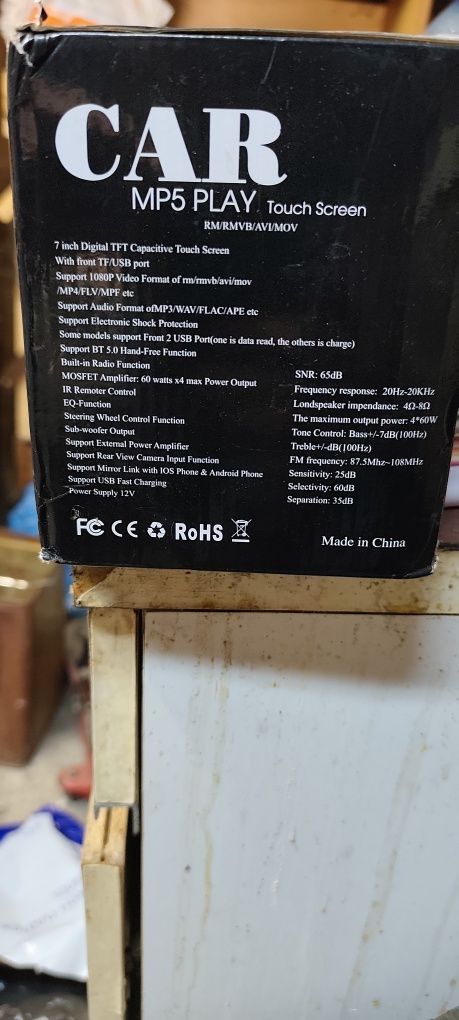 CAR
MP5 PLAY Touch Screen
RM/RMVB/AVI/MOV
7 inch Digital TFT Capacitive Touch Screen
With front TF/USB port
Support 1080P Video Format of rm/rmvb/avi/mov
/MP4/FLV/MPF etc
Support Audio Format ofMP3/WAV/FLAC/APE etc
Support Electronic Shock Protection
Some models support Front 2 USB Port(one is data read, the others is charge)
Support BT 5.0 Hand-Free Function
Built-in Radio Function
MOSFET Amplifier: 60 watts x4 max Power Output
IR Remoter Control
EQ-Function
Steering Wheel Control Function
Sub-woofer Output
Support External Power Amplifier
Support Rear View Camera Input Function
Support Mirror Link with IOS Phone & Android Phone
Support USB Fast Charging
Power Supply 12V
SNR: 65dB
Frequency response: 20Hz-20KHz
Londspeaker impendance: 4Ω-8Ω
The maximum output power: 4*60W
Tone Control: Bass+/-7dB(100Hz)
Treble+/-dB(100Hz)
FM frequency: 87.5Mhz~108MHz
Sensitivity: 25dB
Selectivity: 60dB
Separation: 35dB
FC CE RoHS
Made in China